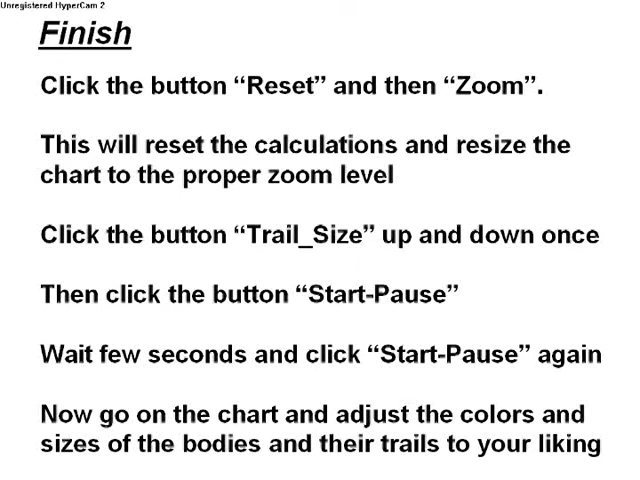 Unregistered HyperCam 2
Finish
Click the button “Reset” and then “Zoom”.
This will reset the calculations and resize the
chart to the proper zoom level
Click the button “Trail_Size” up and down once
Then click the button “Start-Pause”
Wait few seconds and click “Start-Pause” again
Now go on the chart and adjust the colors and
sizes of the bodies and their trails to your liking